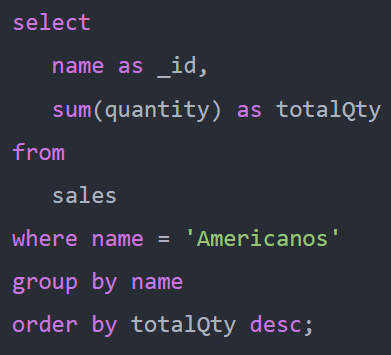 select
name as _id,
sum(quantity) as totalQty
from
sales
where name = 'Americanos'
group by name
order by totalQty desc;